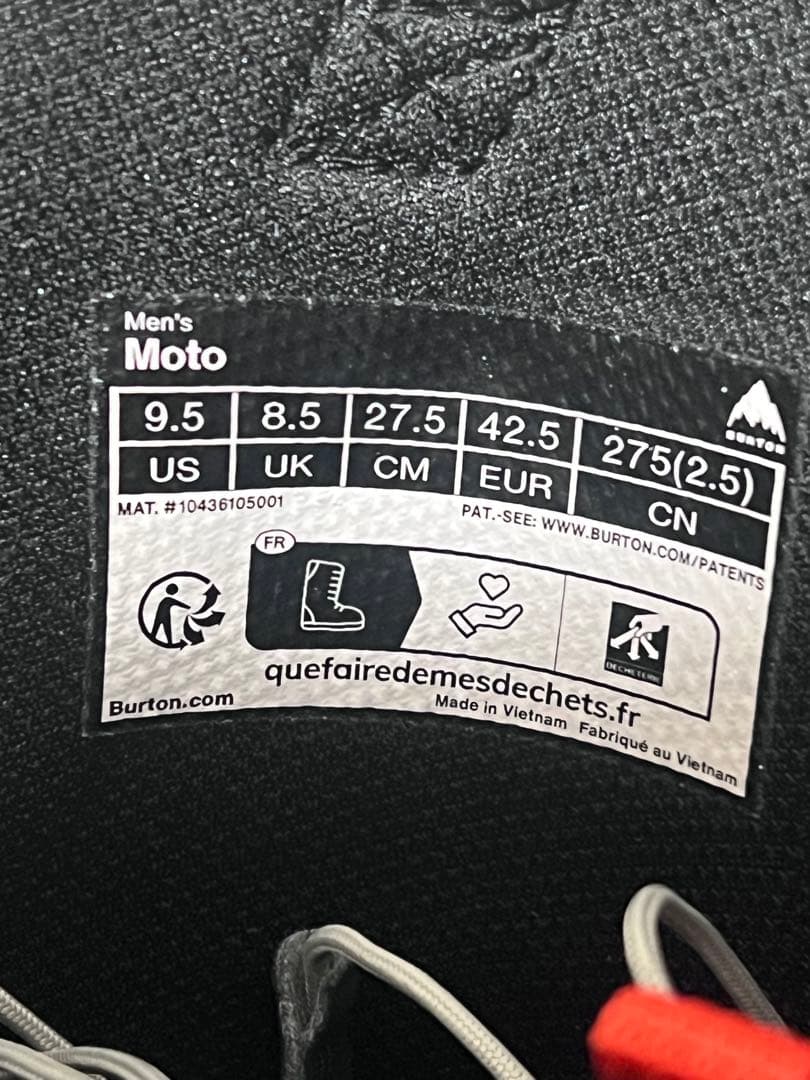 Men's
Moto
BURTON
9.5 8.5 27.5 42.5 275(2.5)
US UK CM EUR CN
MAT. #10436105001
PAT.-SEE: WWW.BURTON.COM/PATENTS
FR
DÉCHÈTERIE
quefairedemesdechets.fr
Burton.com
Made in Vietnam Fabriqué au Vietnam